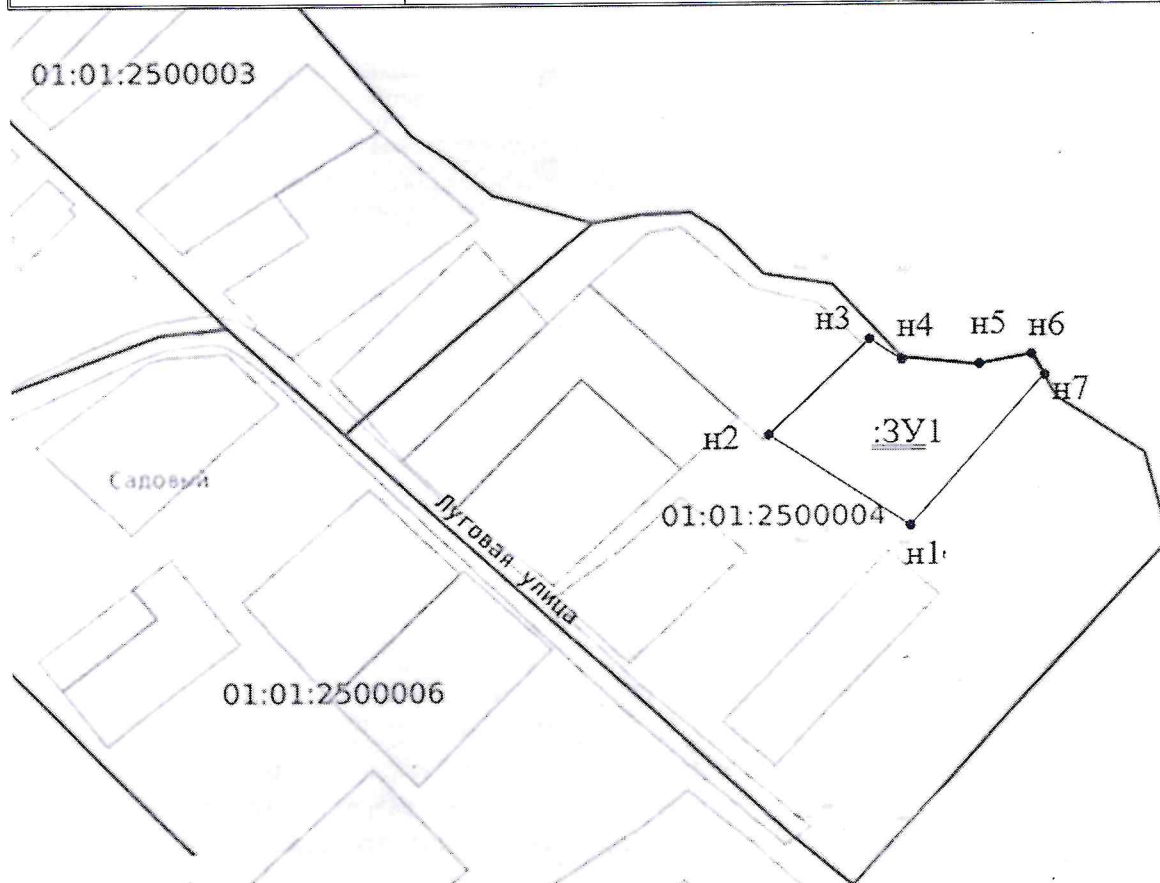 01:01:2500003
н3
н4
н5
н6
н7
н2
:ЗУ1
Садовый
Луговая улица
01:01:2500004
н1
01:01:2500006